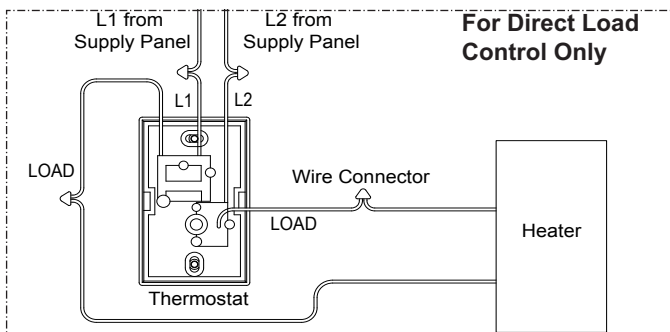 L1 from
Supply Panel
L2 from
Supply Panel
For Direct Load
Control Only
L1
L2
LOAD
Wire Connector
LOAD
Heater
Thermostat